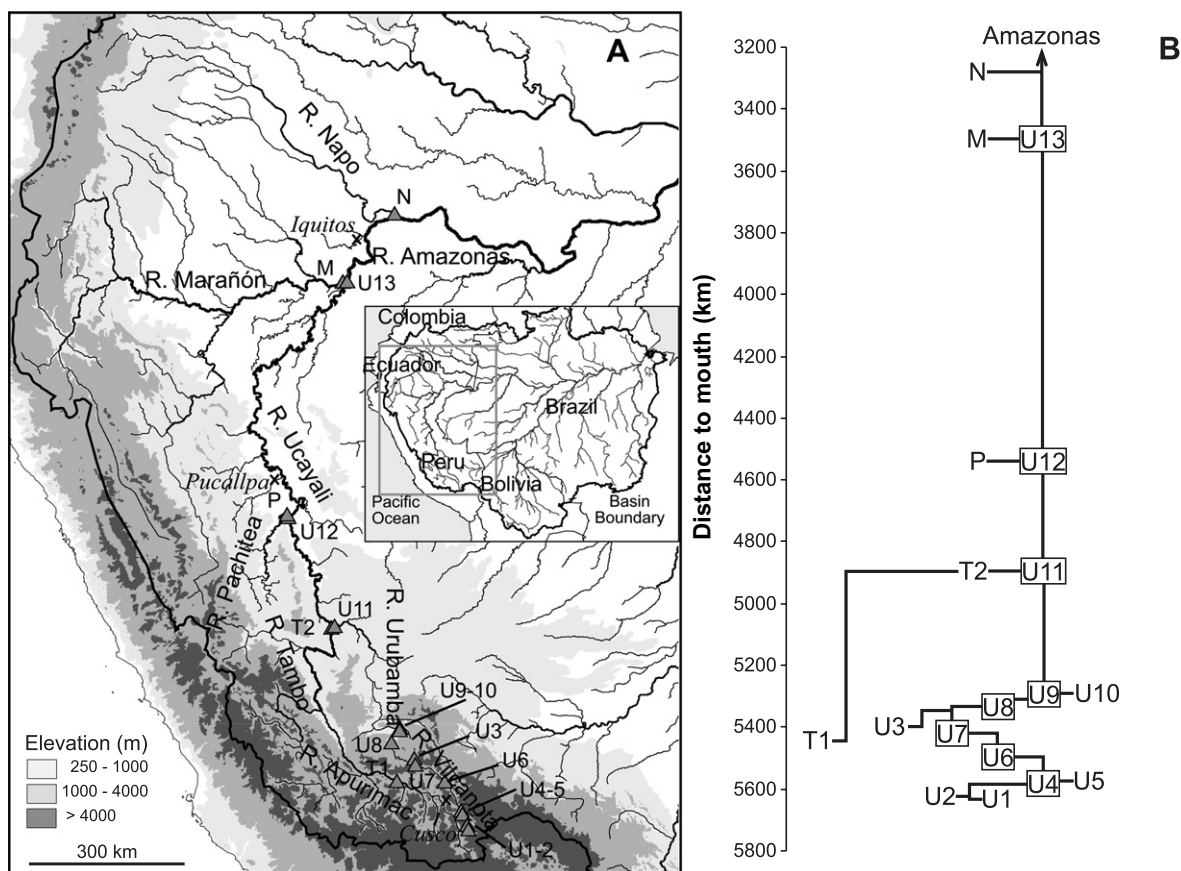 A
R. Napo
N
Iquitos
R. Amazonas
M
R. Marañón
U13
Colombia
Ecuador
Brazil
Peru
Bolivia
Pacific
Ocean
Basin
Boundary
R. Ucayali
Pucallpa
P
U12
R. Pachitea
U11
T2
R. Tambo
R. Urubamba
U9-10
U8
U3
R. Vilcanota
T1
U7
U6
R. Apurimac
U4-5
Cusco
U1-2
Elevation (m)
250 - 1000
1000 - 4000
> 4000
300 km
B
Amazonas
Distance to mouth (km)
3200
3400
3600
3800
4000
4200
4400
4600
4800
5000
5200
5400
5600
5800
N
M U13
P U12
T2 U11
U9 U10
U8
U3
U7
T1
U6
U4 U5
U2 U1